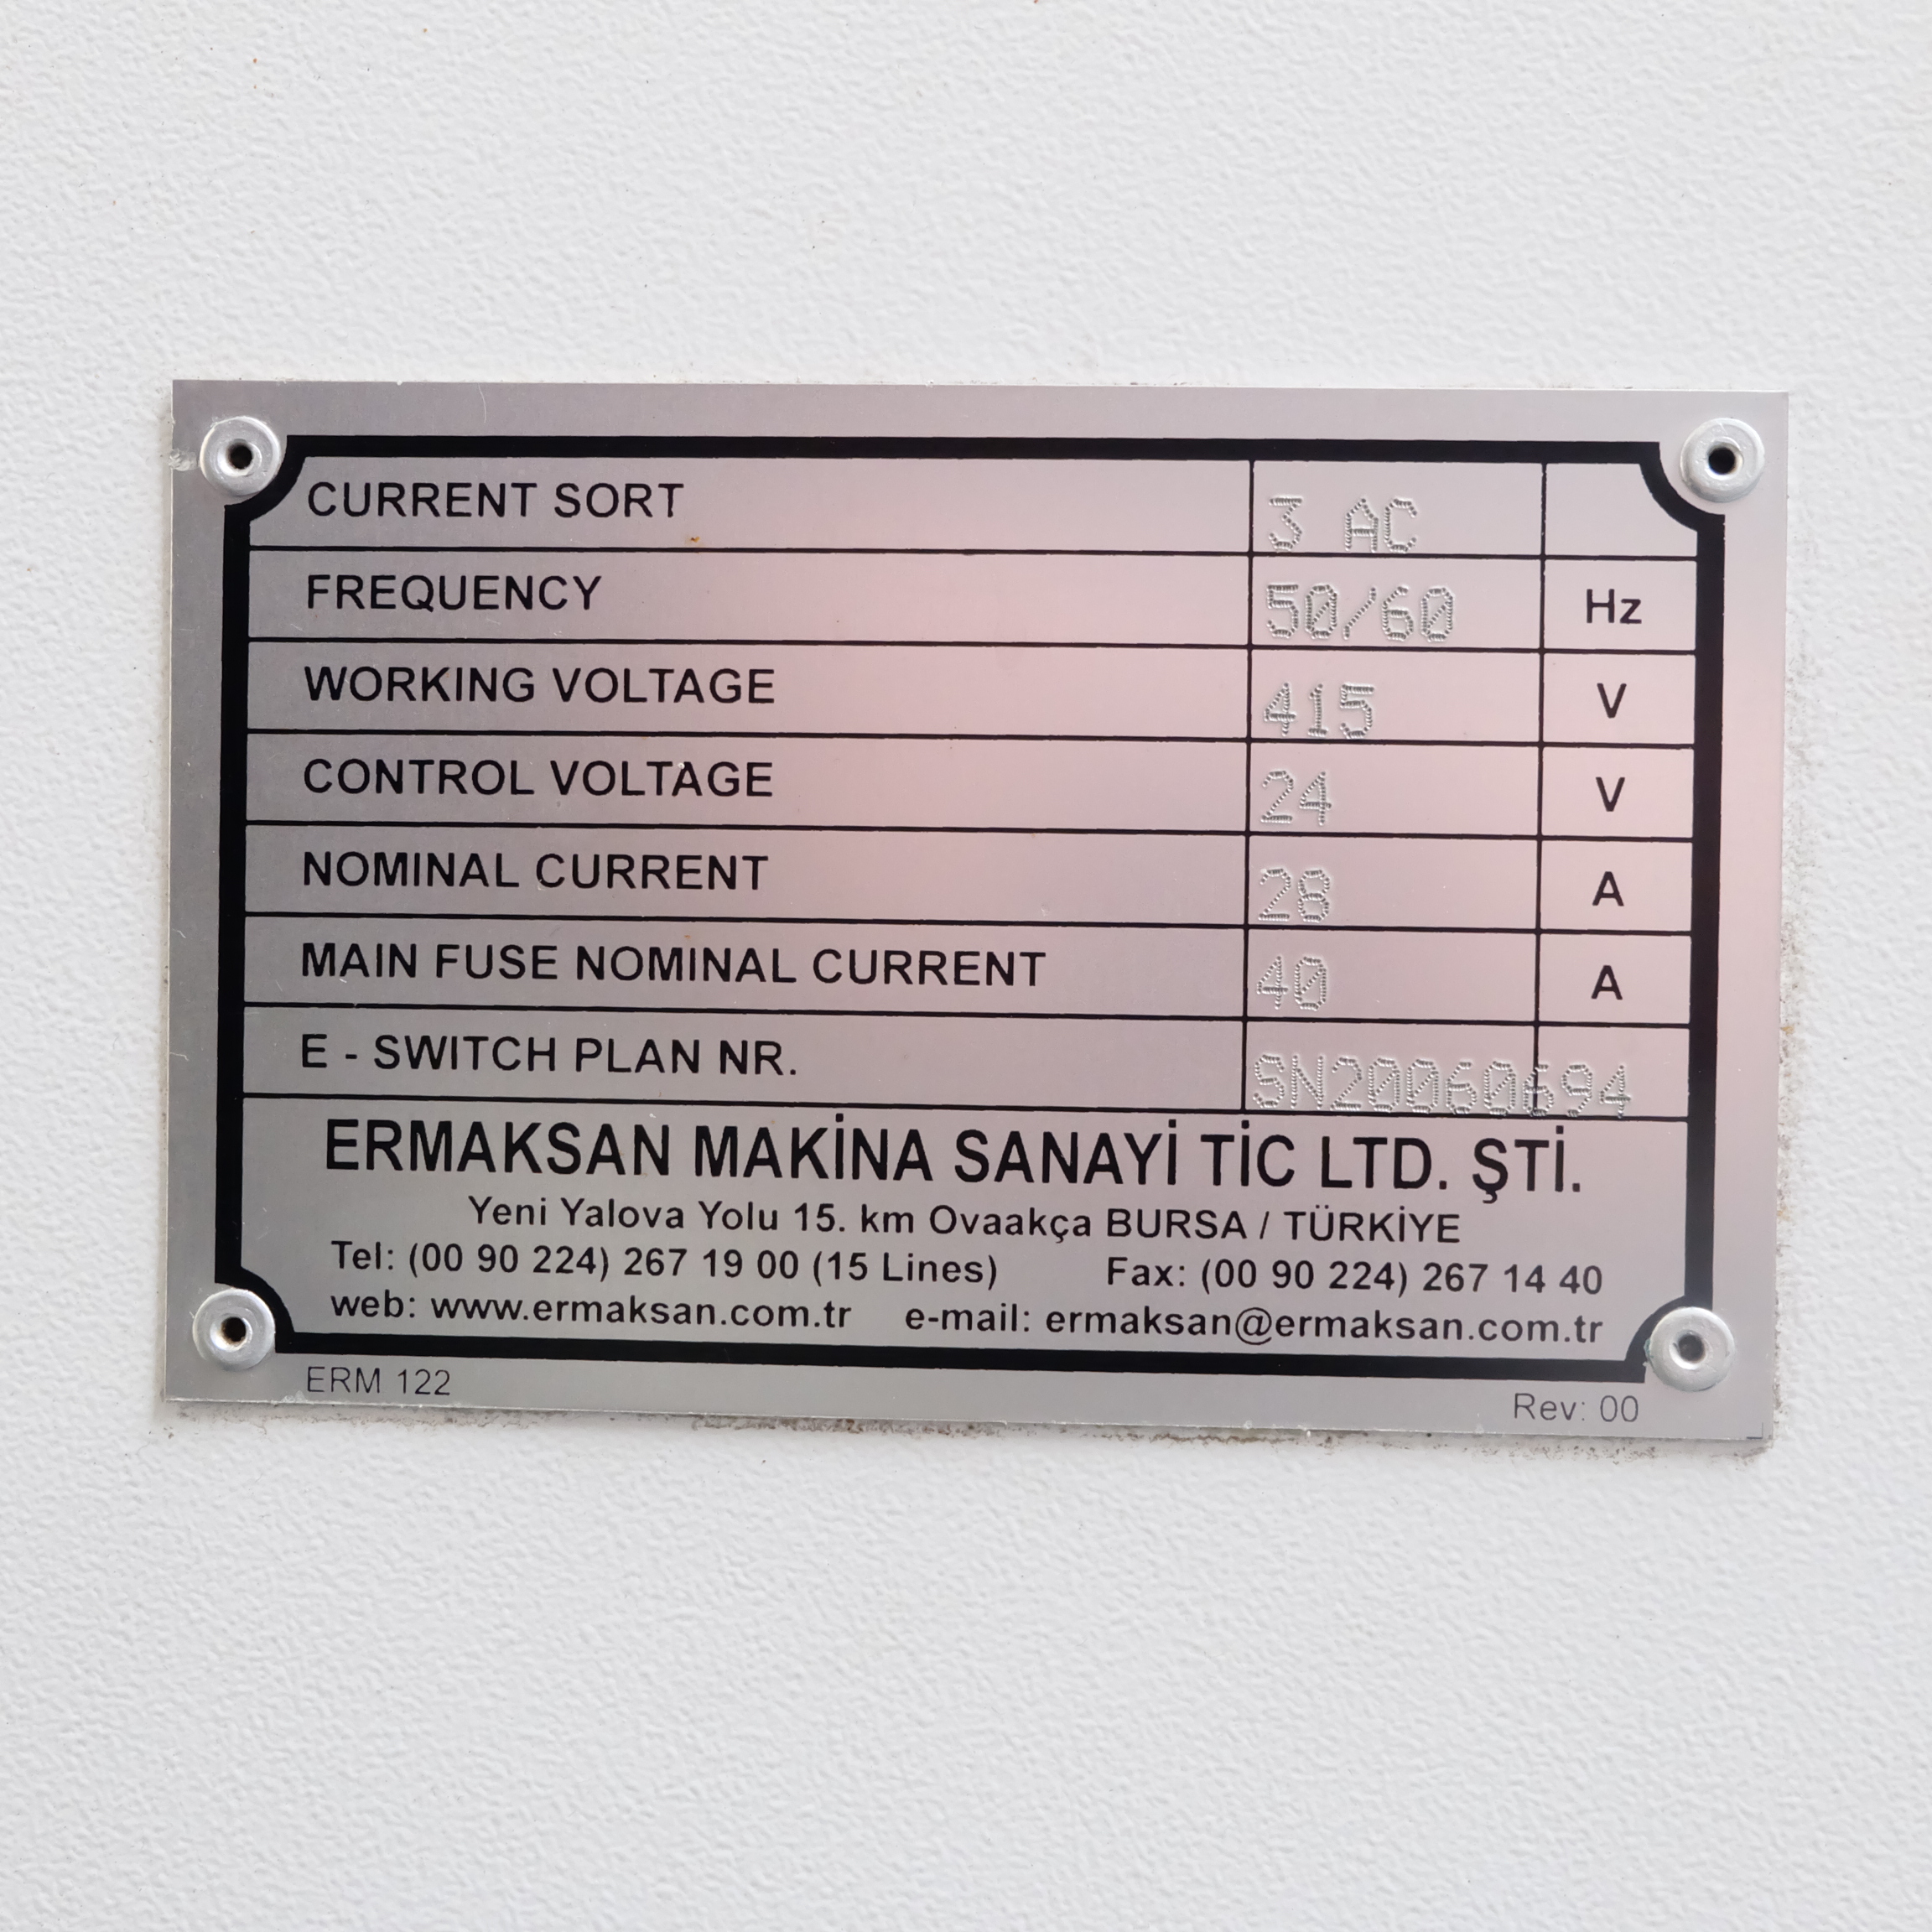 CURRENT SORT 3 AC
FREQUENCY 50/60 Hz
WORKING VOLTAGE 415 V
CONTROL VOLTAGE 24 V
NOMINAL CURRENT 28 A
MAIN FUSE NOMINAL CURRENT 40 A
E - SWITCH PLAN NR. SN20060694
ERMAKSAN MAKİNA SANAYİ TİC LTD. ŞTİ.
Yeni Yalova Yolu 15. km Ovaakça BURSA / TÜRKİYE
Tel: (00 90 224) 267 19 00 (15 Lines) Fax: (00 90 224) 267 14 40
web: www.ermaksan.com.tr e-mail: ermaksan@ermaksan.com.tr
ERM 122 Rev: 00